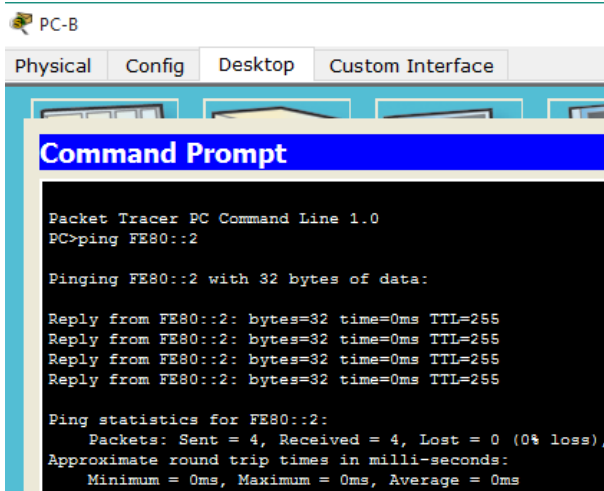 PC-B
Physical Config Desktop Custom Interface
Command Prompt
Packet Tracer PC Command Line 1.0
PC>ping FE80::2
Pinging FE80::2 with 32 bytes of data:
Reply from FE80::2: bytes=32 time=0ms TTL=255
Reply from FE80::2: bytes=32 time=0ms TTL=255
Reply from FE80::2: bytes=32 time=0ms TTL=255
Reply from FE80::2: bytes=32 time=0ms TTL=255
Ping statistics for FE80::2:
Packets: Sent = 4, Received = 4, Lost = 0 (0% loss),
Approximate round trip times in milli-seconds:
Minimum = 0ms, Maximum = 0ms, Average = 0ms